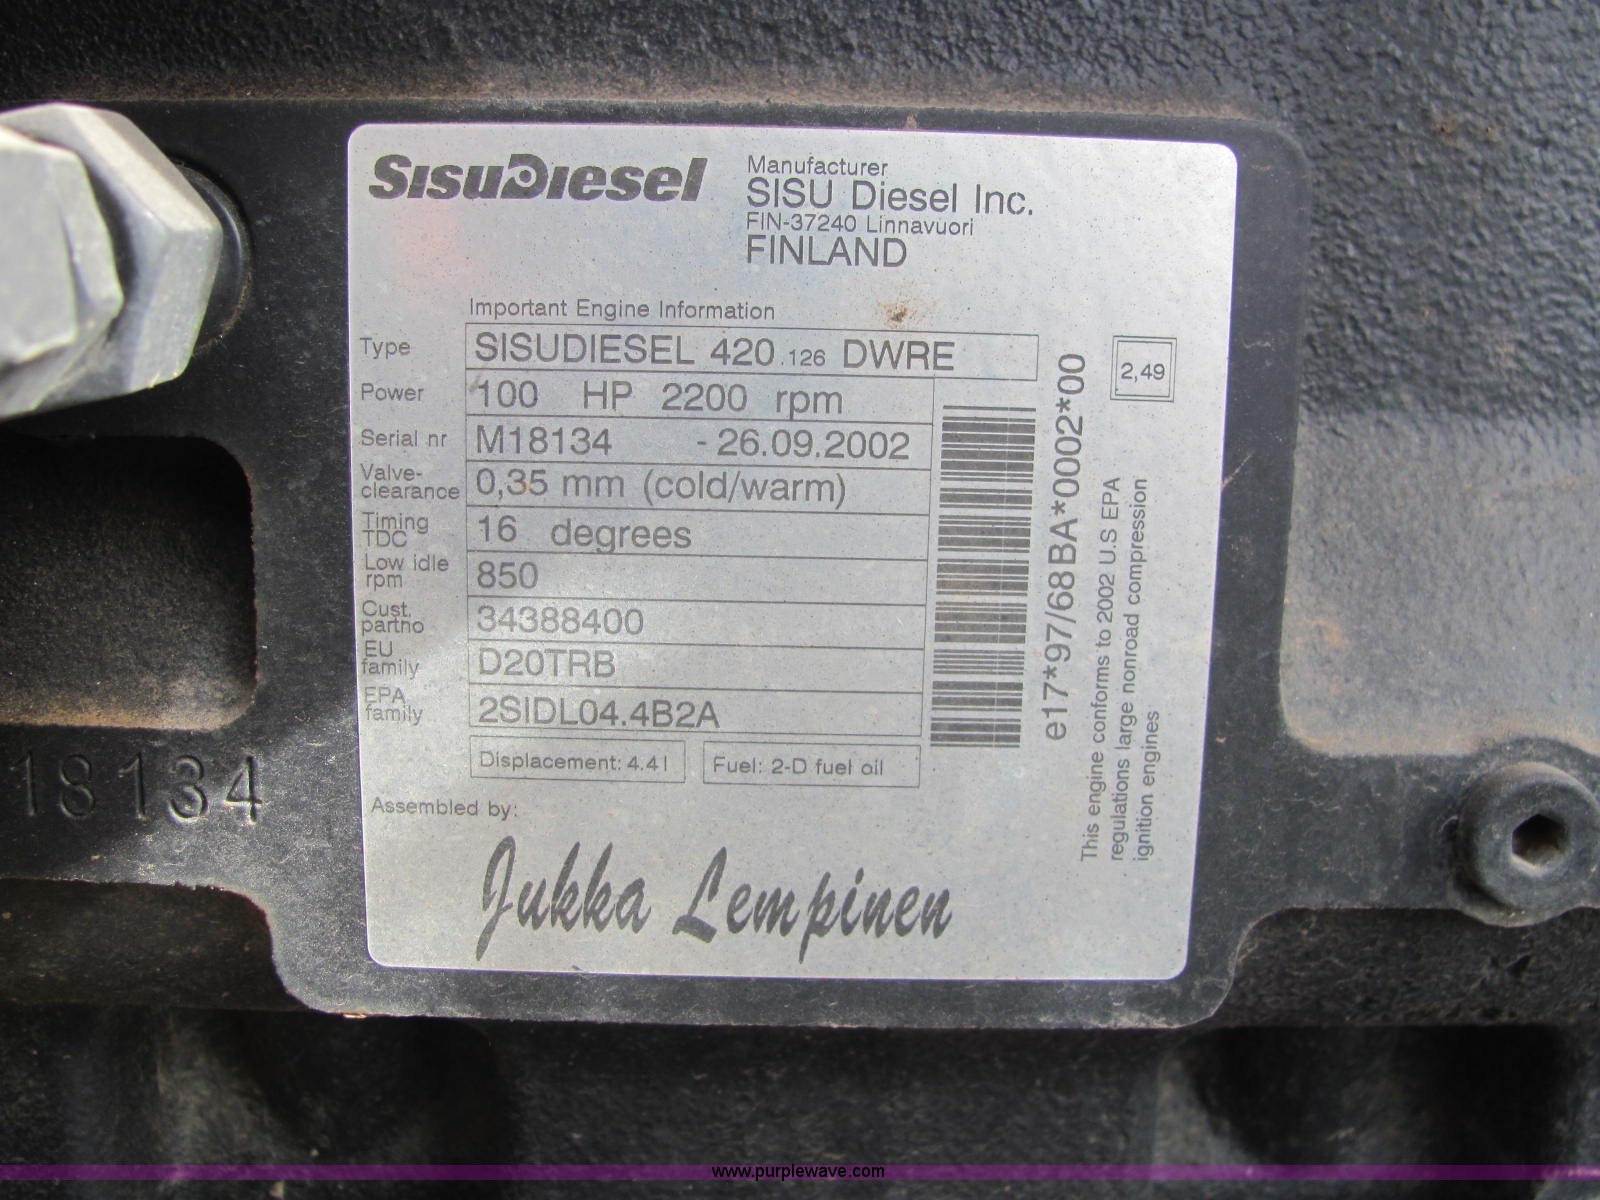 SISUDIESEL
Manufacturer
SISU Diesel Inc.
FIN-37240 Linnavuori
FINLAND
Important Engine Information
Type SISUDIESEL 420.126 DWRE
Power 100 HP 2200 rpm
Serial nr M18134 - 26.09.2002
Valve-
clearance 0,35 mm (cold/warm)
Timing
TDC 16 degrees
Low idle
rpm 850
Cust.
partno 34388400
EU
family D20TRB
EPA
family 2SIDL04.4B2A
Displacement: 4.4 l Fuel: 2-D fuel oil
Assembled by:
Jukka Lempinen
e17*97/68BA*0002*00
2,49
This engine conforms to 2002 U.S EPA
regulations large nonroad compression
ignition engines
18134
www.purplewave.com